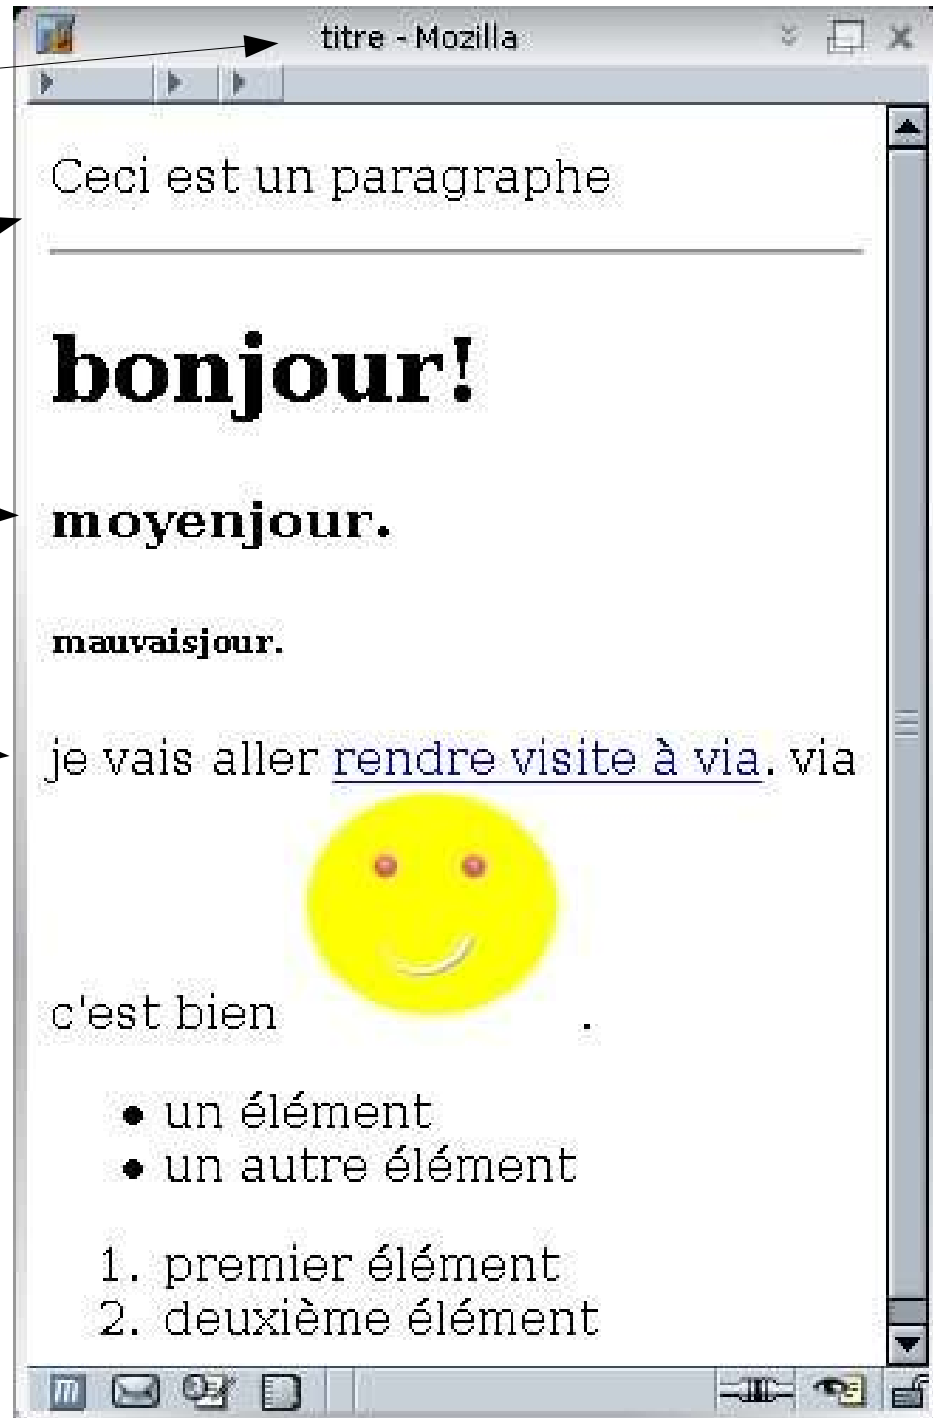 titre - Mozilla
Ceci est un paragraphe
bonjour!
moyenjour.
mauvaisjour.
je vais aller rendre visite à via. via
c'est bien .
• un élément
• un autre élément
1. premier élément
2. deuxième élément
m